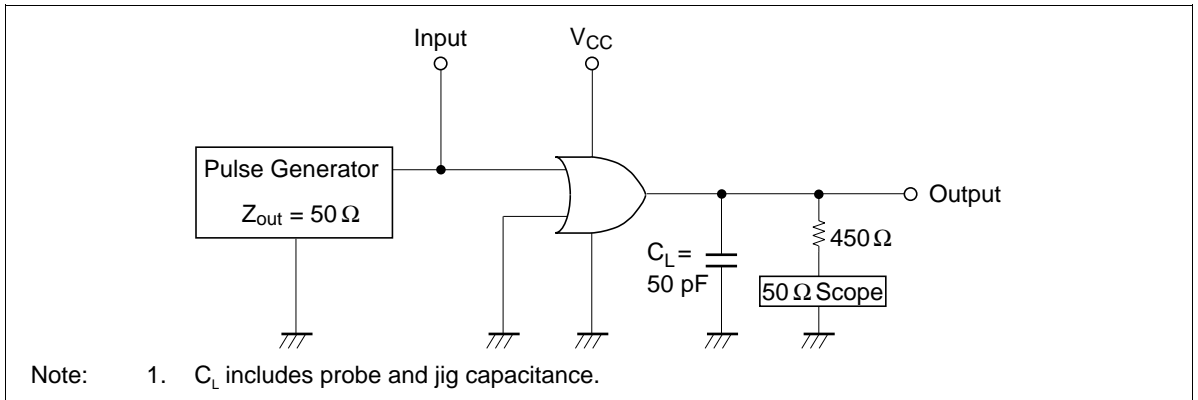 Input
VCC
Pulse Generator
Zout = 50 Ω
Output
450 Ω
CL =
50 pF
50 Ω Scope
Note: 1. CL includes probe and jig capacitance.